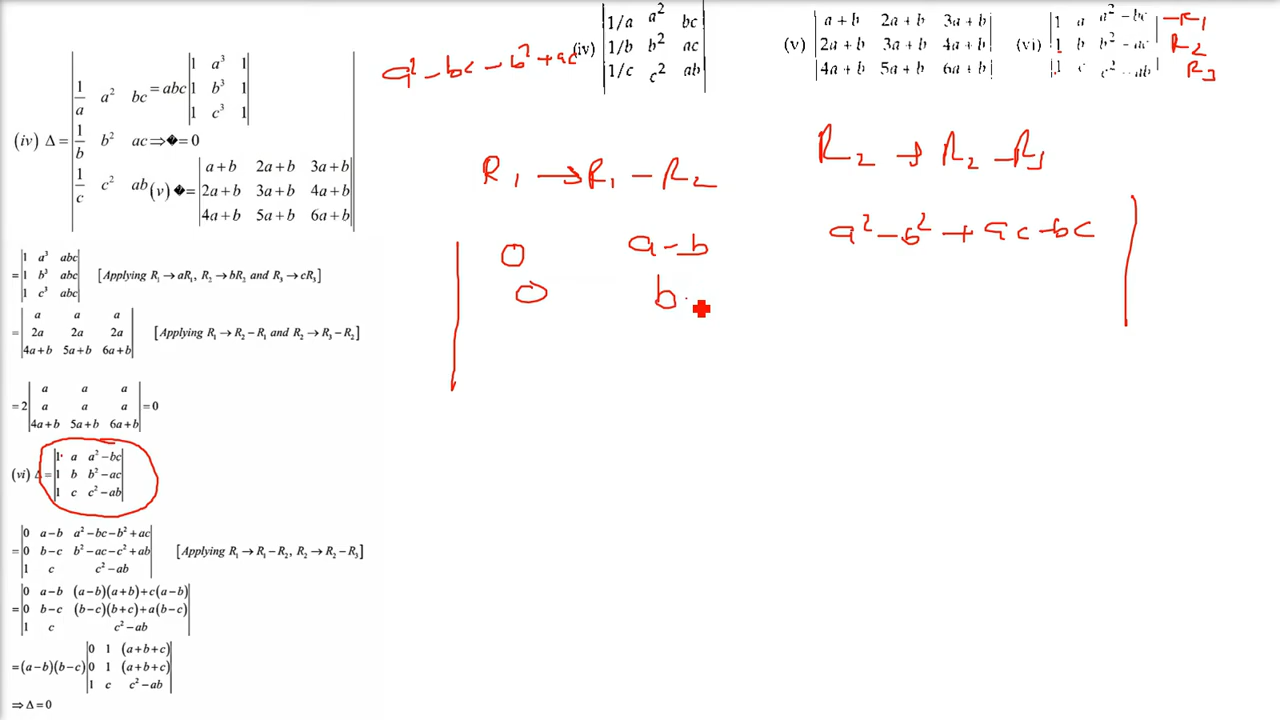 (iv) |1/a a² bc|
|1/b b² ac|
|1/c c² ab|
(v) |a+b 2a+b 3a+b|
|2a+b 3a+b 4a+b|
|4a+b 5a+b 6a+b|
(vi) |1 a a²-bc| -R₁
|1 b b²-ac| R₂
|1 c c²-ab| R₃
a²-bc-b²+ac
R₁→R₁-R₂
R₂→R₂-R₃
0 a-b a²-b²+ac-bc
0 b
(iv) Δ = |1/a a² bc| = abc |1 a³ 1|
|1 b³ 1|
|1 c³ 1|
|1/b b² ac| ⇒�=0
|1/c c² ab|
(v) �= |a+b 2a+b 3a+b|
|2a+b 3a+b 4a+b|
|4a+b 5a+b 6a+b|
|1 a³ abc|
= |1 b³ abc| [Applying R₁→aR₁, R₂→bR₂ and R₃→cR₃]
|1 c³ abc|
|a a a|
= |2a 2a 2a| [Applying R₁→R₂-R₁ and R₂→R₃-R₂]
|4a+b 5a+b 6a+b|
|a a a|
=2|a a a|=0
|4a+b 5a+b 6a+b|
|1 a a²-bc|
(vi) Δ=|1 b b²-ac|
|1 c c²-ab|
|0 a-b a²-bc-b²+ac|
=|0 b-c b²-ac-c²+ab| [Applying R₁→R₁-R₂, R₂→R₂-R₃]
|1 c c²-ab|
|0 a-b (a-b)(a+b)+c(a-b)|
=|0 b-c (b-c)(b+c)+a(b-c)|
|1 c c²-ab|
|0 1 (a+b+c)|
=(a-b)(b-c)|0 1 (a+b+c)|
|1 c c²-ab|
⇒Δ=0